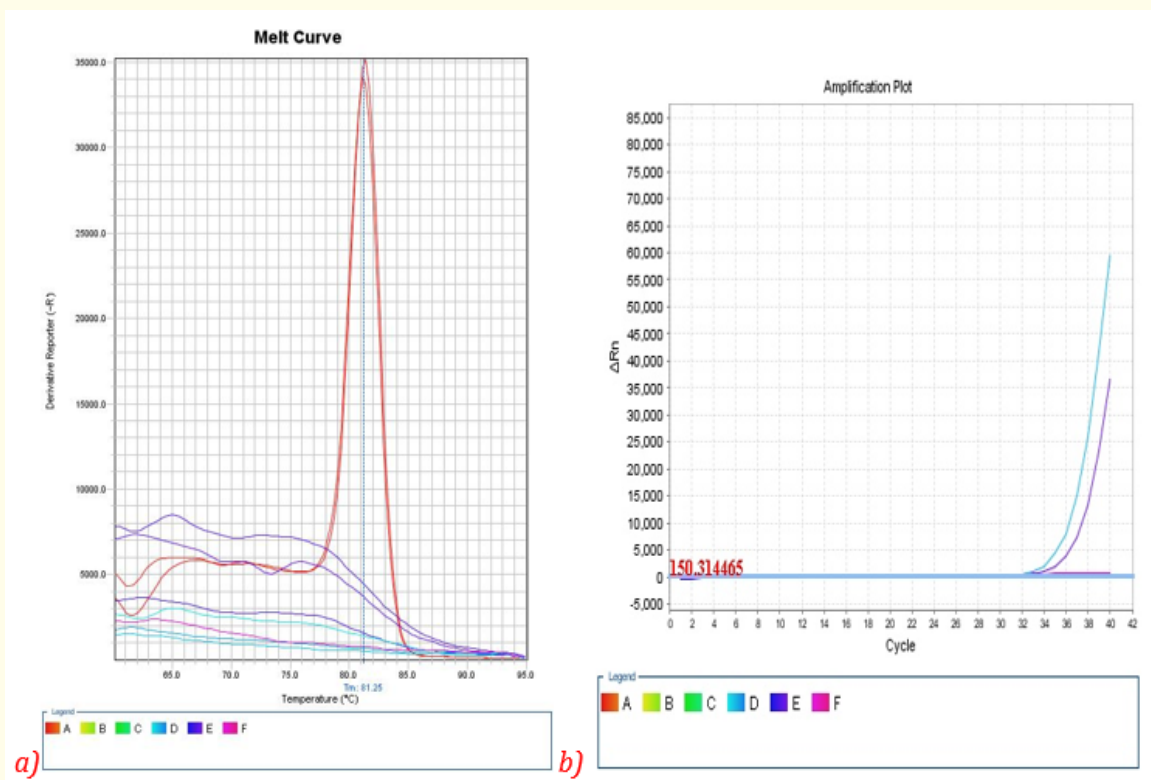 Melt Curve
35000.0
30000.0
25000.0
20000.0
15000.0
10000.0
5000.0
Derivative Reporter (-R')
65.0 70.0 75.0 80.0 85.0 90.0 95.0
Tm: 81.25
Temperature (°C)
Legend
A B C D E F
a)
Amplification Plot
85,000
80,000
75,000
70,000
65,000
60,000
55,000
50,000
45,000
40,000
35,000
30,000
25,000
20,000
15,000
10,000
5,000
0
-5,000
ΔRn
150.314465
0 2 4 6 8 10 12 14 16 18 20 22 24 26 28 30 32 34 36 38 40 42
Cycle
Legend
A B C D E F
b)